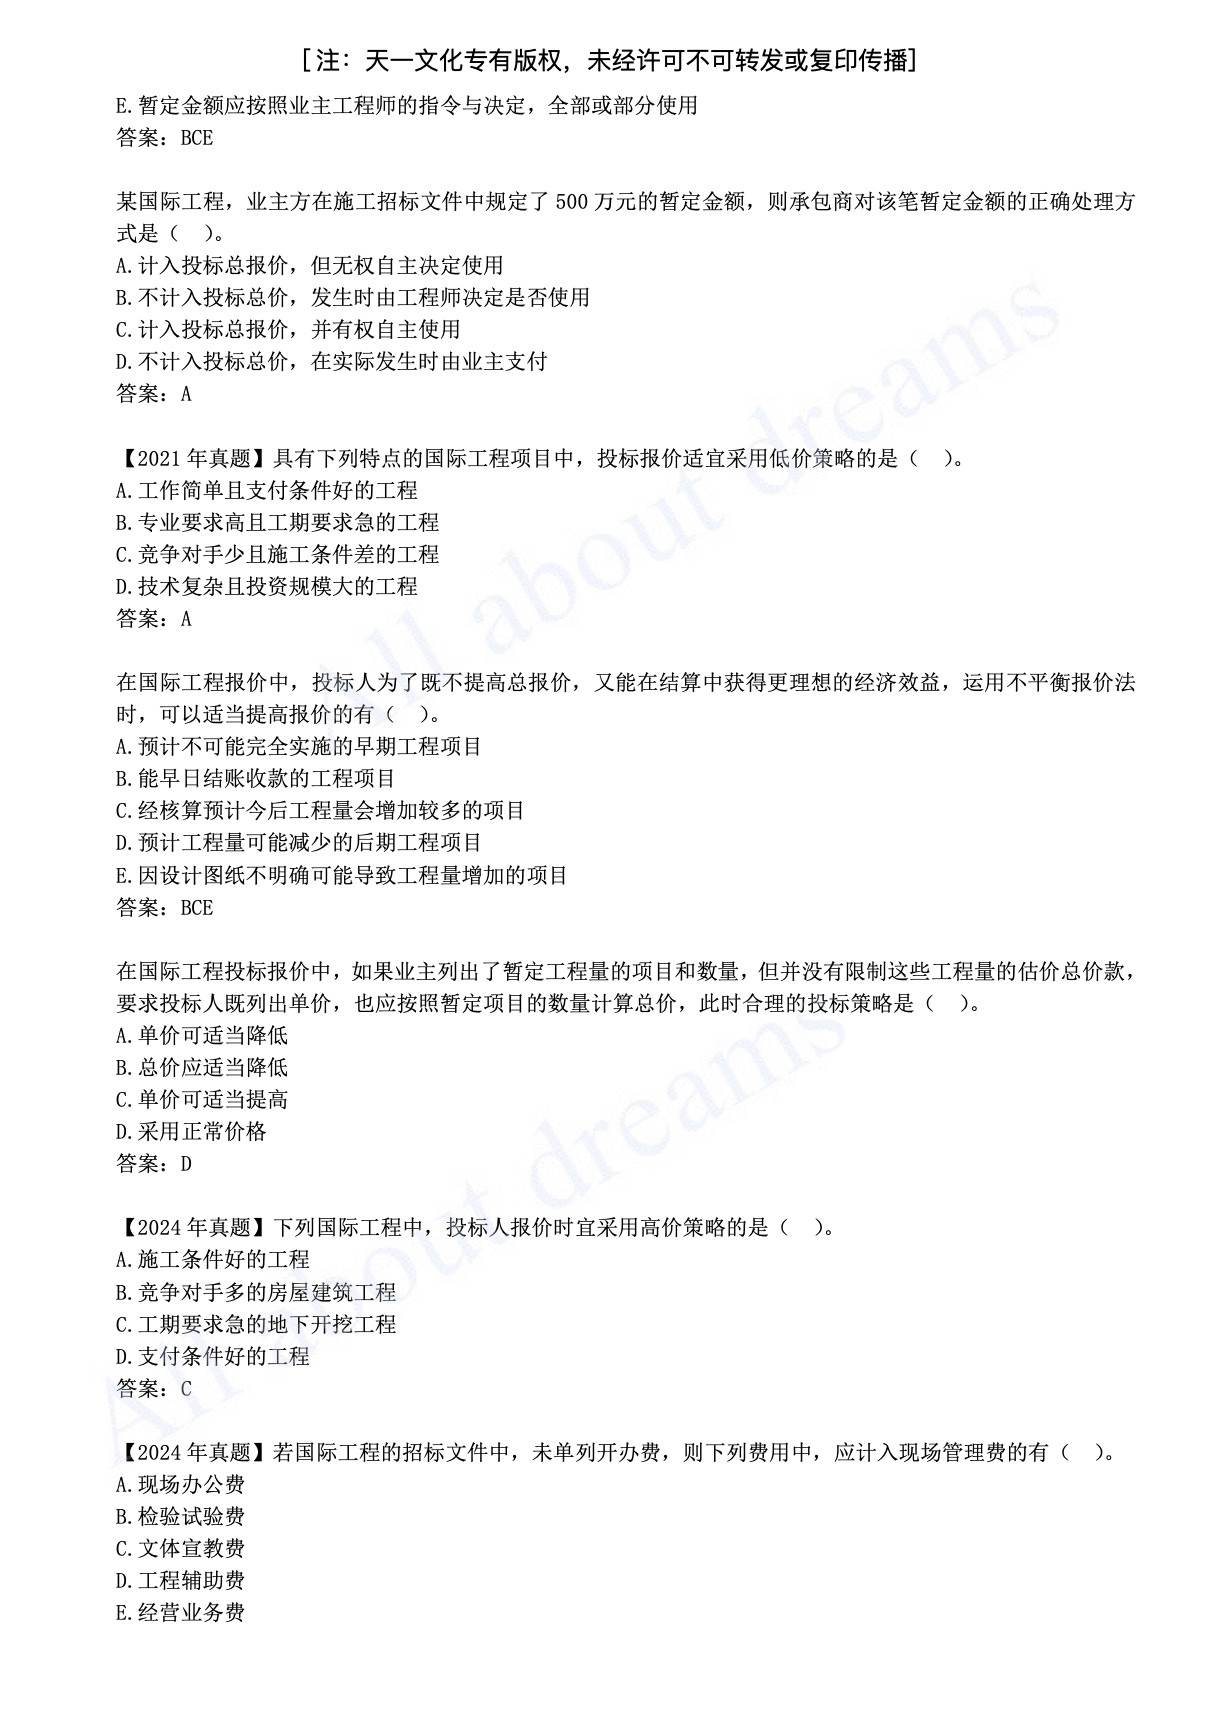 [注：天一文化专有版权，未经许可不可转发或复印传播]
E.暂定金额应按照业主工程师的指令与决定，全部或部分使用
答案：BCE
某国际工程，业主方在施工招标文件中规定了 500 万元的暂定金额，则承包商对该笔暂定金额的正确处理方
式是（ ）。
A.计入投标总报价，但无权自主决定使用
B.不计入投标总价，发生时由工程师决定是否使用
C.计入投标总报价，并有权自主使用
D.不计入投标总价，在实际发生时由业主支付
答案：A
【2021 年真题】具有下列特点的国际工程项目中，投标报价适宜采用低价策略的是（ ）。
A.工作简单且支付条件好的工程
B.专业要求高且工期要求急的工程
C.竞争对手少且施工条件差的工程
D.技术复杂且投资规模大的工程
答案：A
在国际工程报价中，投标人为了既不提高总报价，又能在结算中获得更理想的经济效益，运用不平衡报价法
时，可以适当提高报价的有（ ）。
A.预计不可能完全实施的早期工程项目
B.能早日结账收款的工程项目
C.经核算预计今后工程量会增加较多的项目
D.预计工程量可能减少的后期工程项目
E.因设计图纸不明确可能导致工程量增加的项目
答案：BCE
在国际工程投标报价中，如果业主列出了暂定工程量的项目和数量，但并没有限制这些工程量的估价总价款，
要求投标人既列出单价，也应按照暂定项目的数量计算总价，此时合理的投标策略是（ ）。
A.单价可适当降低
B.总价应适当降低
C.单价可适当提高
D.采用正常价格
答案：D
【2024 年真题】下列国际工程中，投标人报价时宜采用高价策略的是（ ）。
A.施工条件好的工程
B.竞争对手多的房屋建筑工程
C.工期要求急的地下开挖工程
D.支付条件好的工程
答案：C
【2024 年真题】若国际工程的招标文件中，未单列开办费，则下列费用中，应计入现场管理费的有（ ）。
A.现场办公费
B.检验试验费
C.文体宣教费
D.工程辅助费
E.经营业务费
All about dreams
All about dreams